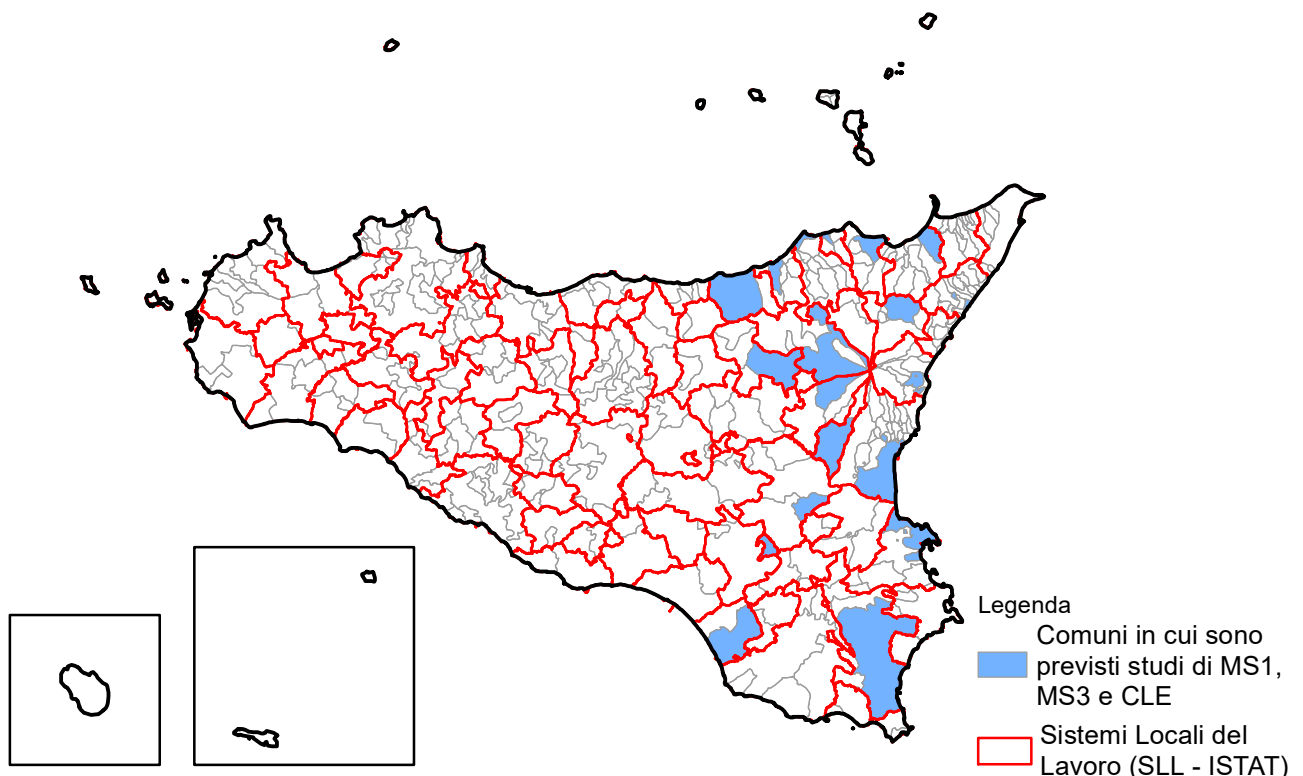 Legenda
Comuni in cui sono
previsti studi di MS1,
MS3 e CLE
Sistemi Locali del
Lavoro (SLL - ISTAT)